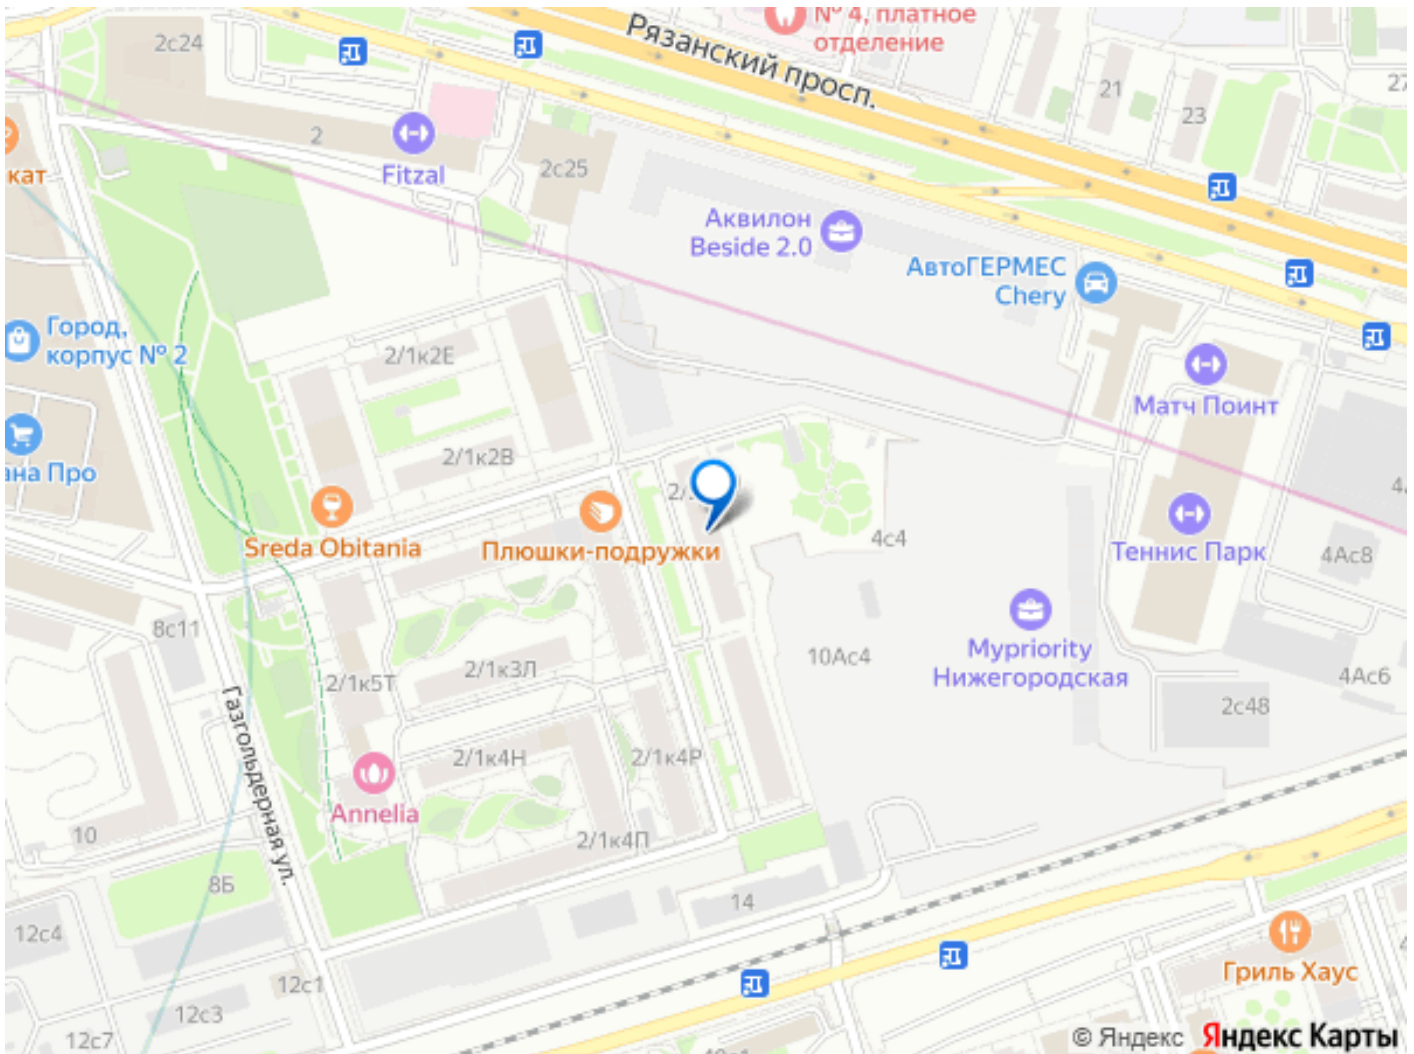 № 4, платное
отделение
Рязанский просп.
2с24
21
23
27
2
Fitzal
2с25
кат
Аквилон
Beside 2.0
АвтоГЕРМЕС
Chery
Город,
корпус № 2
2/1к2Е
Матч Поинт
2/1к2В
ана Про
2/
Sreda Obitania
Плюшки-подружки
4с4
Теннис Парк
4Ас8
8с11
Mypriority
Нижегородская
10Ас4
2/1к3Л
2/1к5Т
4Ас6
2с48
Газгольдерная ул.
2/1к4Н
2/1к4Р
Annelia
10
2/1к4П
8Б
14
12с4
Гриль Хаус
12с1
12с3
12с7
© Яндекс Яндекс Карты